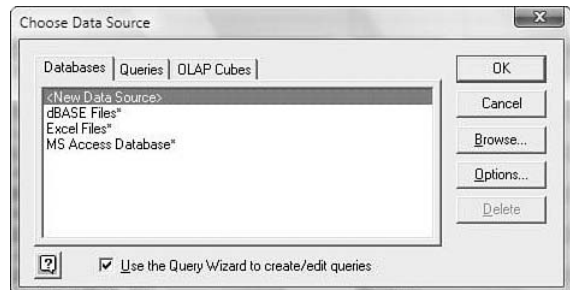 Choose Data Source
Databases Queries OLAP Cubes
<New Data Source>
dBASE Files*
Excel Files*
MS Access Database*
OK
Cancel
Browse...
Options...
Delete
Use the Query Wizard to create/edit queries